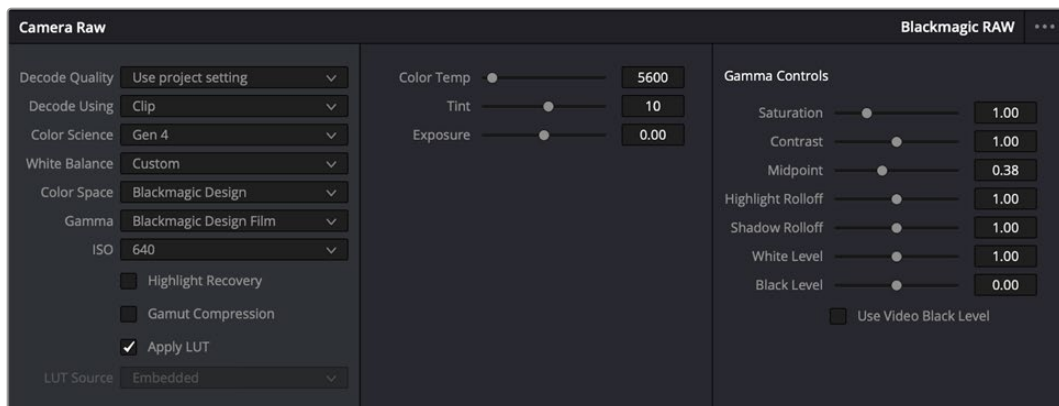 Camera Raw
Blackmagic RAW
Decode Quality Use project setting
Decode Using Clip
Color Science Gen 4
White Balance Custom
Color Space Blackmagic Design
Gamma Blackmagic Design Film
ISO 640
Highlight Recovery
Gamut Compression
Apply LUT
LUT Source Embedded
Color Temp 5600
Tint 10
Exposure 0.00
Gamma Controls
Saturation 1.00
Contrast 1.00
Midpoint 0.38
Highlight Rolloff 1.00
Shadow Rolloff 1.00
White Level 1.00
Black Level 0.00
Use Video Black Level